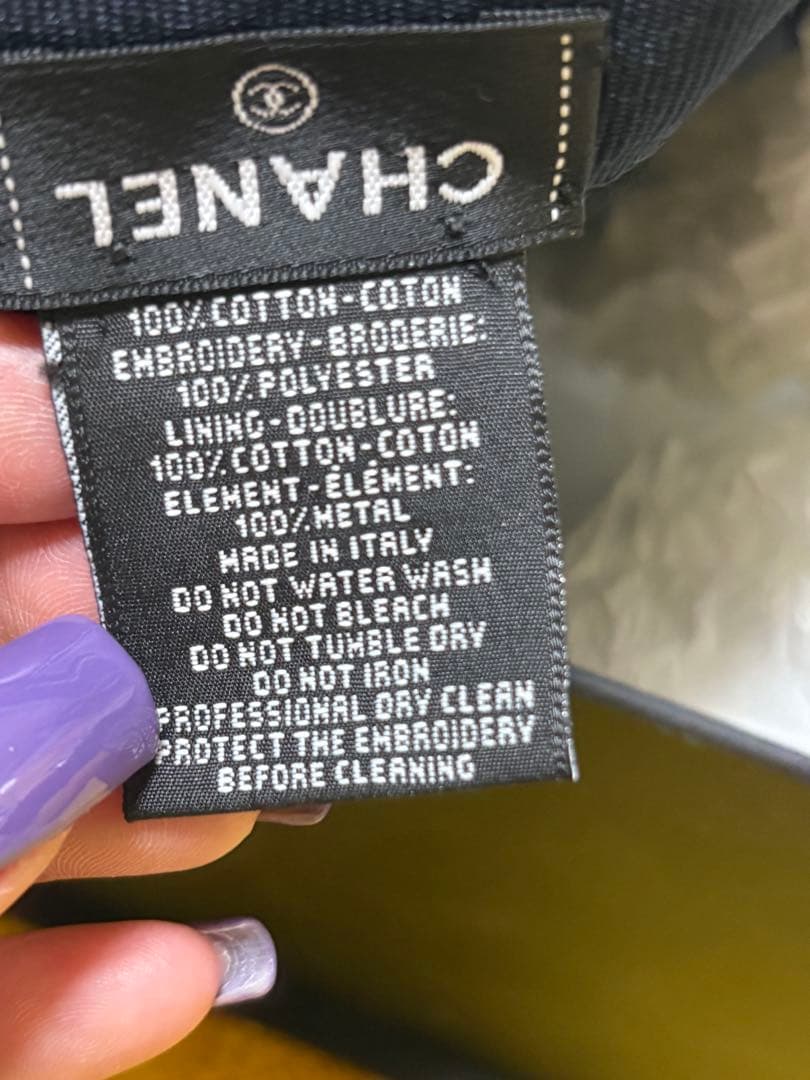 CHANEL
100% COTTON-COTON
EMBROIDERY-BRODERIE:
100% POLYESTER
LINING-DOUBLURE:
100% COTTON-COTON
ELEMENT-ÉLÉMENT:
100% METAL
MADE IN ITALY
DO NOT WATER WASH
DO NOT BLEACH
DO NOT TUMBLE DRY
DO NOT IRON
PROFESSIONAL DRY CLEAN
PROTECT THE EMBROIDERY
BEFORE CLEANING